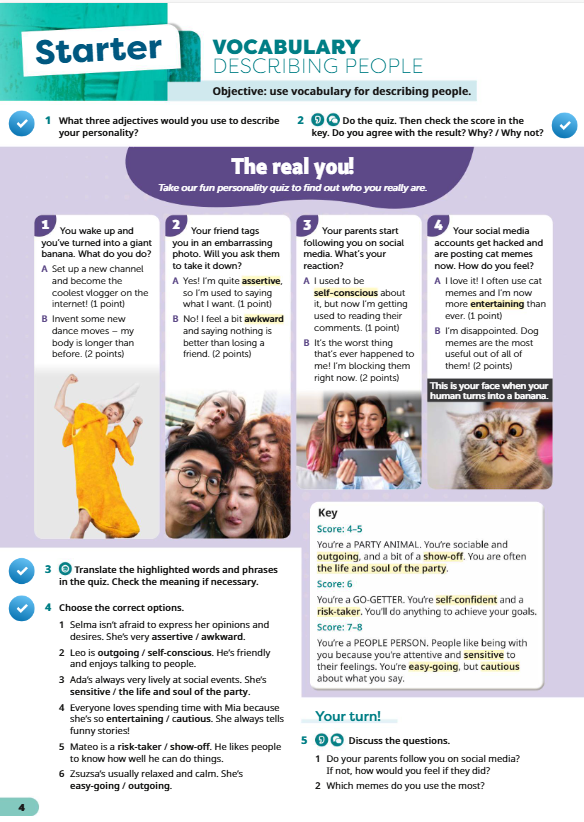 Starter
VOCABULARY
DESCRIBING PEOPLE
Objective: use vocabulary for describing people.
1 What three adjectives would you use to describe
your personality?
2 Do the quiz. Then check the score in the
key. Do you agree with the result? Why? / Why not?
The real you!
Take our fun personality quiz to find out who you really are.
1 You wake up and
you've turned into a giant
banana. What do you do?
A Set up a new channel
and become the
coolest vlogger on the
internet! (1 point)
B Invent some new
dance moves – my
body is longer than
before. (2 points)
2 Your friend tags
you in an embarrassing
photo. Will you ask them
to take it down?
A Yes! I'm quite assertive,
so I'm used to saying
what I want. (1 point)
B No! I feel a bit awkward
and saying nothing is
better than losing a
friend. (2 points)
3 Your parents start
following you on social
media. What's your
reaction?
A I used to be
self-conscious about
it, but now I'm getting
used to reading their
comments. (1 point)
B It's the worst thing
that's ever happened to
me! I'm blocking them
right now. (2 points)
4 Your social media
accounts get hacked and
are posting cat memes
now. How do you feel?
A I love it! I often use cat
memes and I'm now
more entertaining than
ever. (1 point)
B I'm disappointed. Dog
memes are the most
useful out of all of
them! (2 points)
This is your face when your
human turns into a banana.
Key
Score: 4–5
You're a PARTY ANIMAL. You're sociable and
outgoing, and a bit of a show-off. You are often
the life and soul of the party.
Score: 6
You're a GO-GETTER. You're self-confident and a
risk-taker. You'll do anything to achieve your goals.
Score: 7–8
You're a PEOPLE PERSON. People like being with
you because you're attentive and sensitive to
their feelings. You're easy-going, but cautious
about what you say.
3 Translate the highlighted words and phrases
in the quiz. Check the meaning if necessary.
4 Choose the correct options.
1 Selma isn't afraid to express her opinions and
desires. She's very assertive / awkward.
2 Leo is outgoing / self-conscious. He's friendly
and enjoys talking to people.
3 Ada's always very lively at social events. She's
sensitive / the life and soul of the party.
4 Everyone loves spending time with Mia because
she's so entertaining / cautious. She always tells
funny stories!
5 Mateo is a risk-taker / show-off. He likes people
to know how well he can do things.
6 Zsuzsa's usually relaxed and calm. She's
easy-going / outgoing.
Your turn!
5 Discuss the questions.
1 Do your parents follow you on social media?
If not, how would you feel if they did?
2 Which memes do you use the most?
4